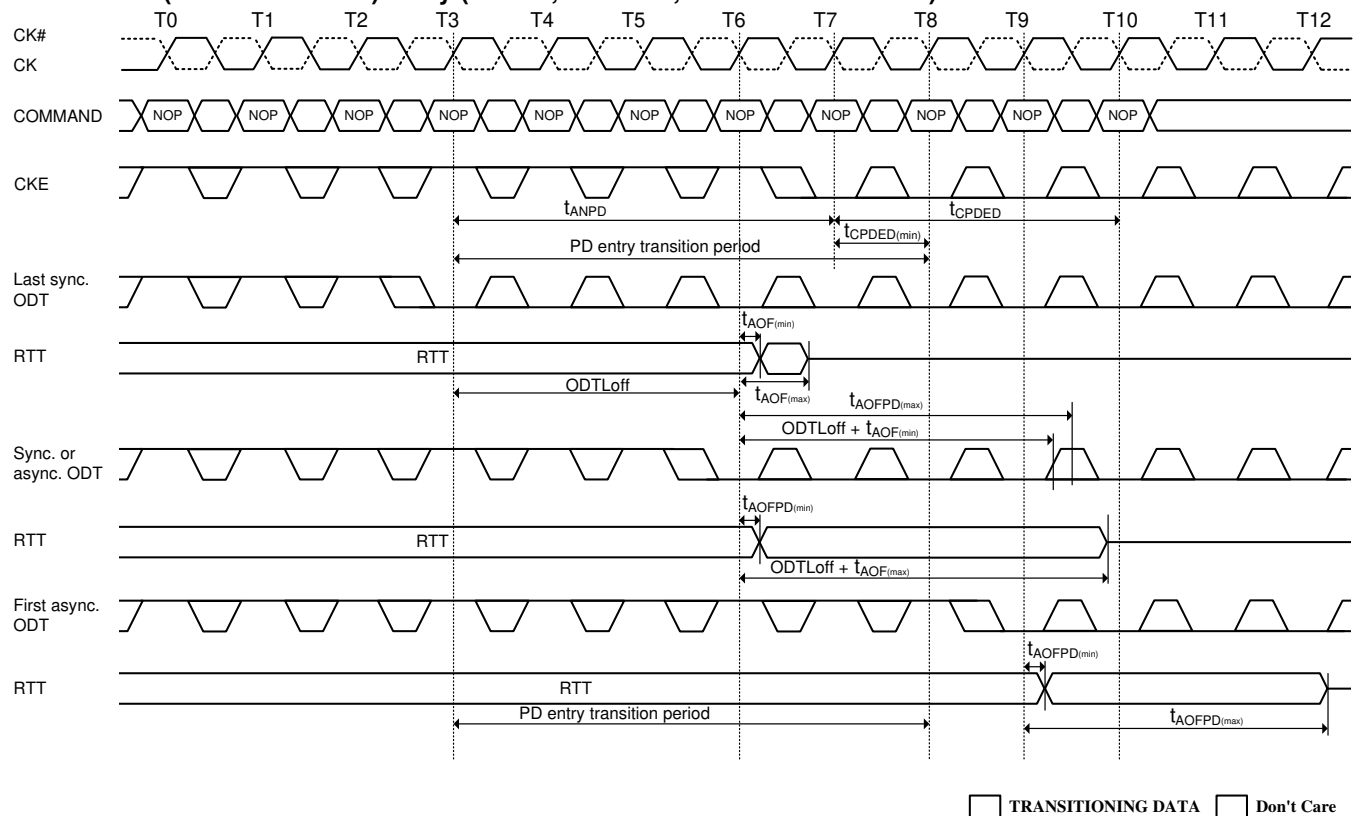 T0 T1 T2 T3 T4 T5 T6 T7 T8 T9 T10 T11 T12
CK#
CK
COMMAND NOP NOP NOP NOP NOP NOP NOP NOP NOP NOP NOP
CKE
tANPD tCPDED
tCPDED(min)
PD entry transition period
Last sync.
ODT
tAOF(min)
RTT RTT
ODTLoff tAOF(max)
tAOFPD(max)
ODTLoff + tAOF(min)
Sync. or
async. ODT
tAOFPD(min)
RTT RTT
ODTLoff + tAOF(max)
First async.
ODT
tAOFPD(min)
RTT RTT
PD entry transition period tAOFPD(max)
TRANSITIONING DATA Don't Care